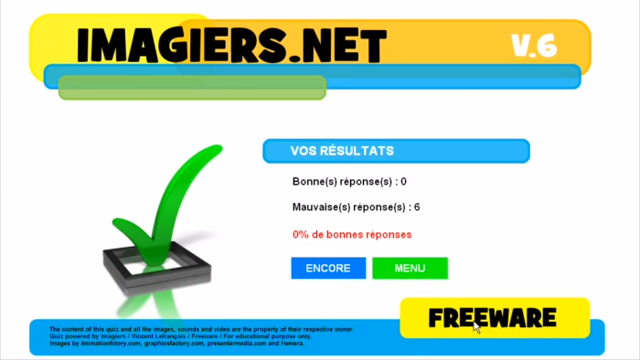 IMAGIERS.NET
V.6
VOS RÉSULTATS
Bonne(s) réponse(s) : 0
Mauvaise(s) réponse(s) : 6
0% de bonnes réponses
ENCORE
MENU
FREEWARE
The content of this quiz and all the images, sounds and video are the property of their respective owner.
Quiz powered by Imagiers / Vincent Lefrançois / Freeware / For educational purpose only.
Images by Animationfctory.com, graphicsfactory.com, presentermedia.com and Hemera.